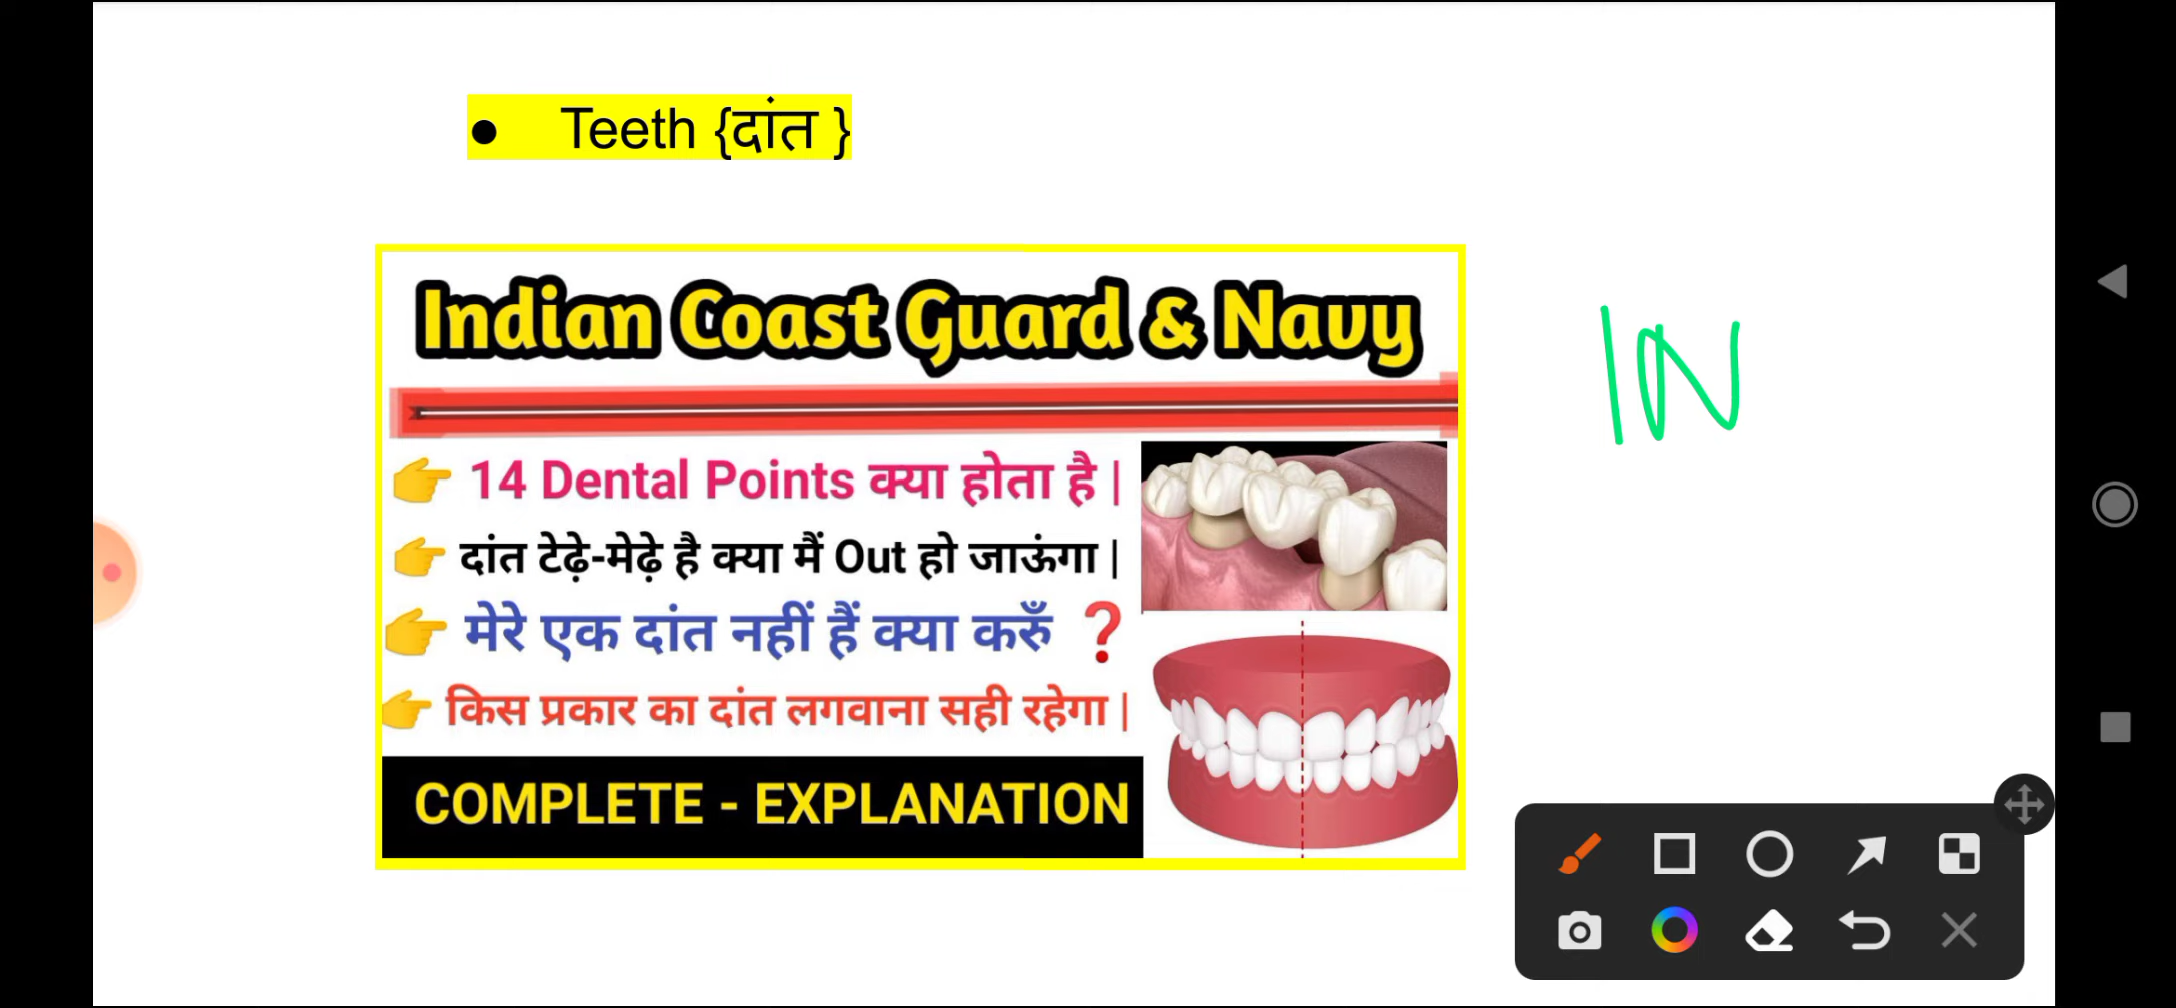 ● Teeth {दांत }
Indian Coast Guard & Navy
👉 14 Dental Points क्या होता है |
👉 दांत टेढ़े-मेढ़े है क्या मैं Out हो जाऊंगा |
👉 मेरे एक दांत नहीं हैं क्या करुँ ❓
👉 किस प्रकार का दांत लगवाना सही रहेगा |
COMPLETE - EXPLANATION
IN